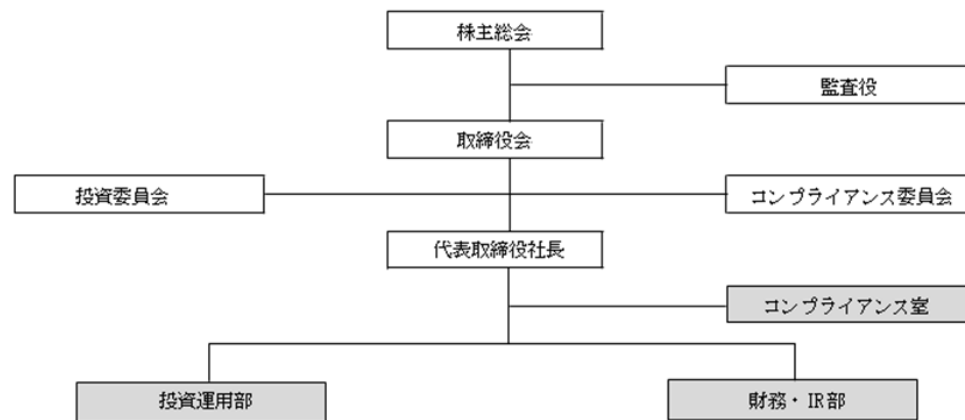 株主総会
監査役
取締役会
投資委員会
コンプライアンス委員会
代表取締役社長
コンプライアンス室
投資運用部
財務・IR部